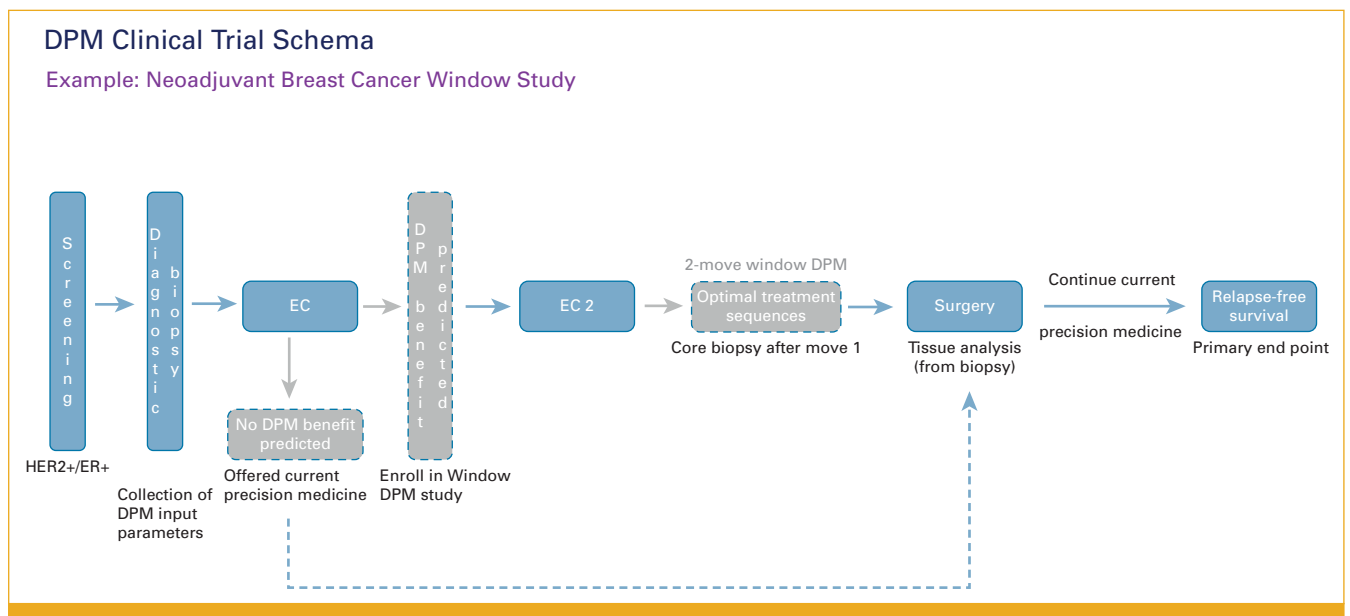 DPM Clinical Trial Schema
Example: Neoadjuvant Breast Cancer Window Study
Screening
HER2+/ER+
Diagnostic
biopsy
Collection of
DPM input
parameters
EC
No DPM benefit
predicted
Offered current
precision medicine
DPM benefit
predicted
Enroll in Window
DPM study
EC 2
2-move window DPM
Optimal treatment
sequences
Core biopsy after move 1
Surgery
Tissue analysis
(from biopsy)
Continue current
precision medicine
Relapse-free
survival
Primary end point